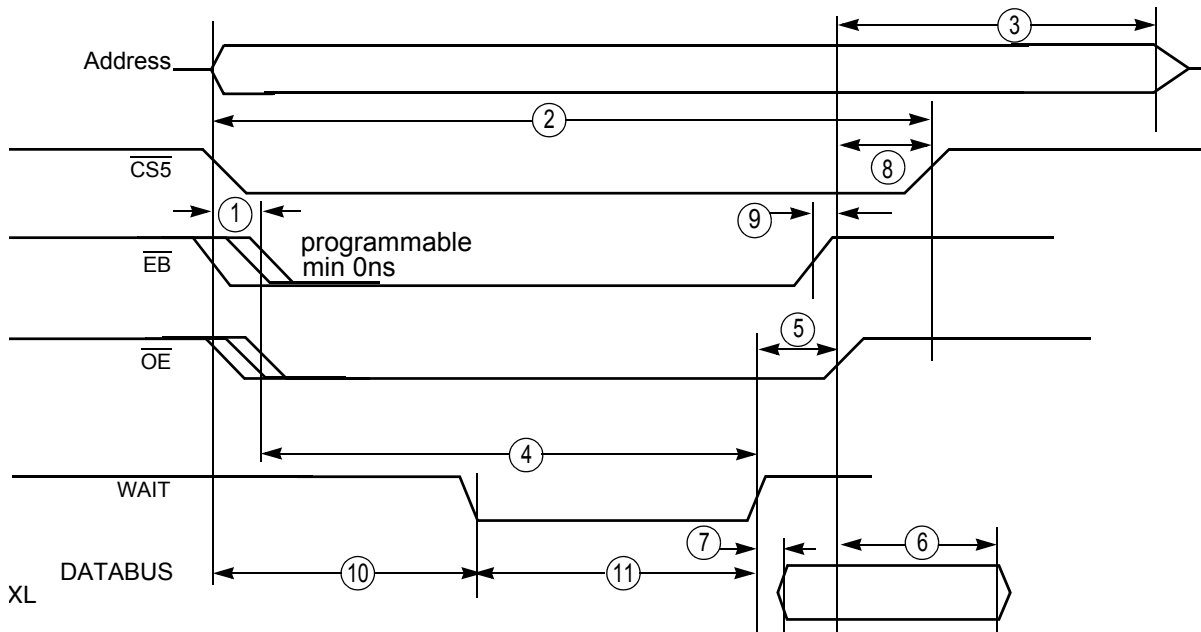 3
Address
2
CS5
8
1
9
programmable
min 0ns
EB
5
OE
4
WAIT
7
6
DATABUS
10
11
XL